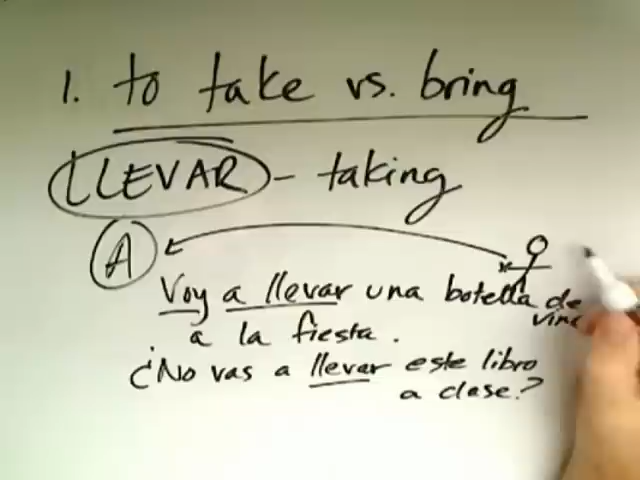 1. to take vs. bring
LLEVAR - taking
A
Voy a llevar una botella de
vino
a la fiesta.
¿No vas a llevar este libro
a clase?